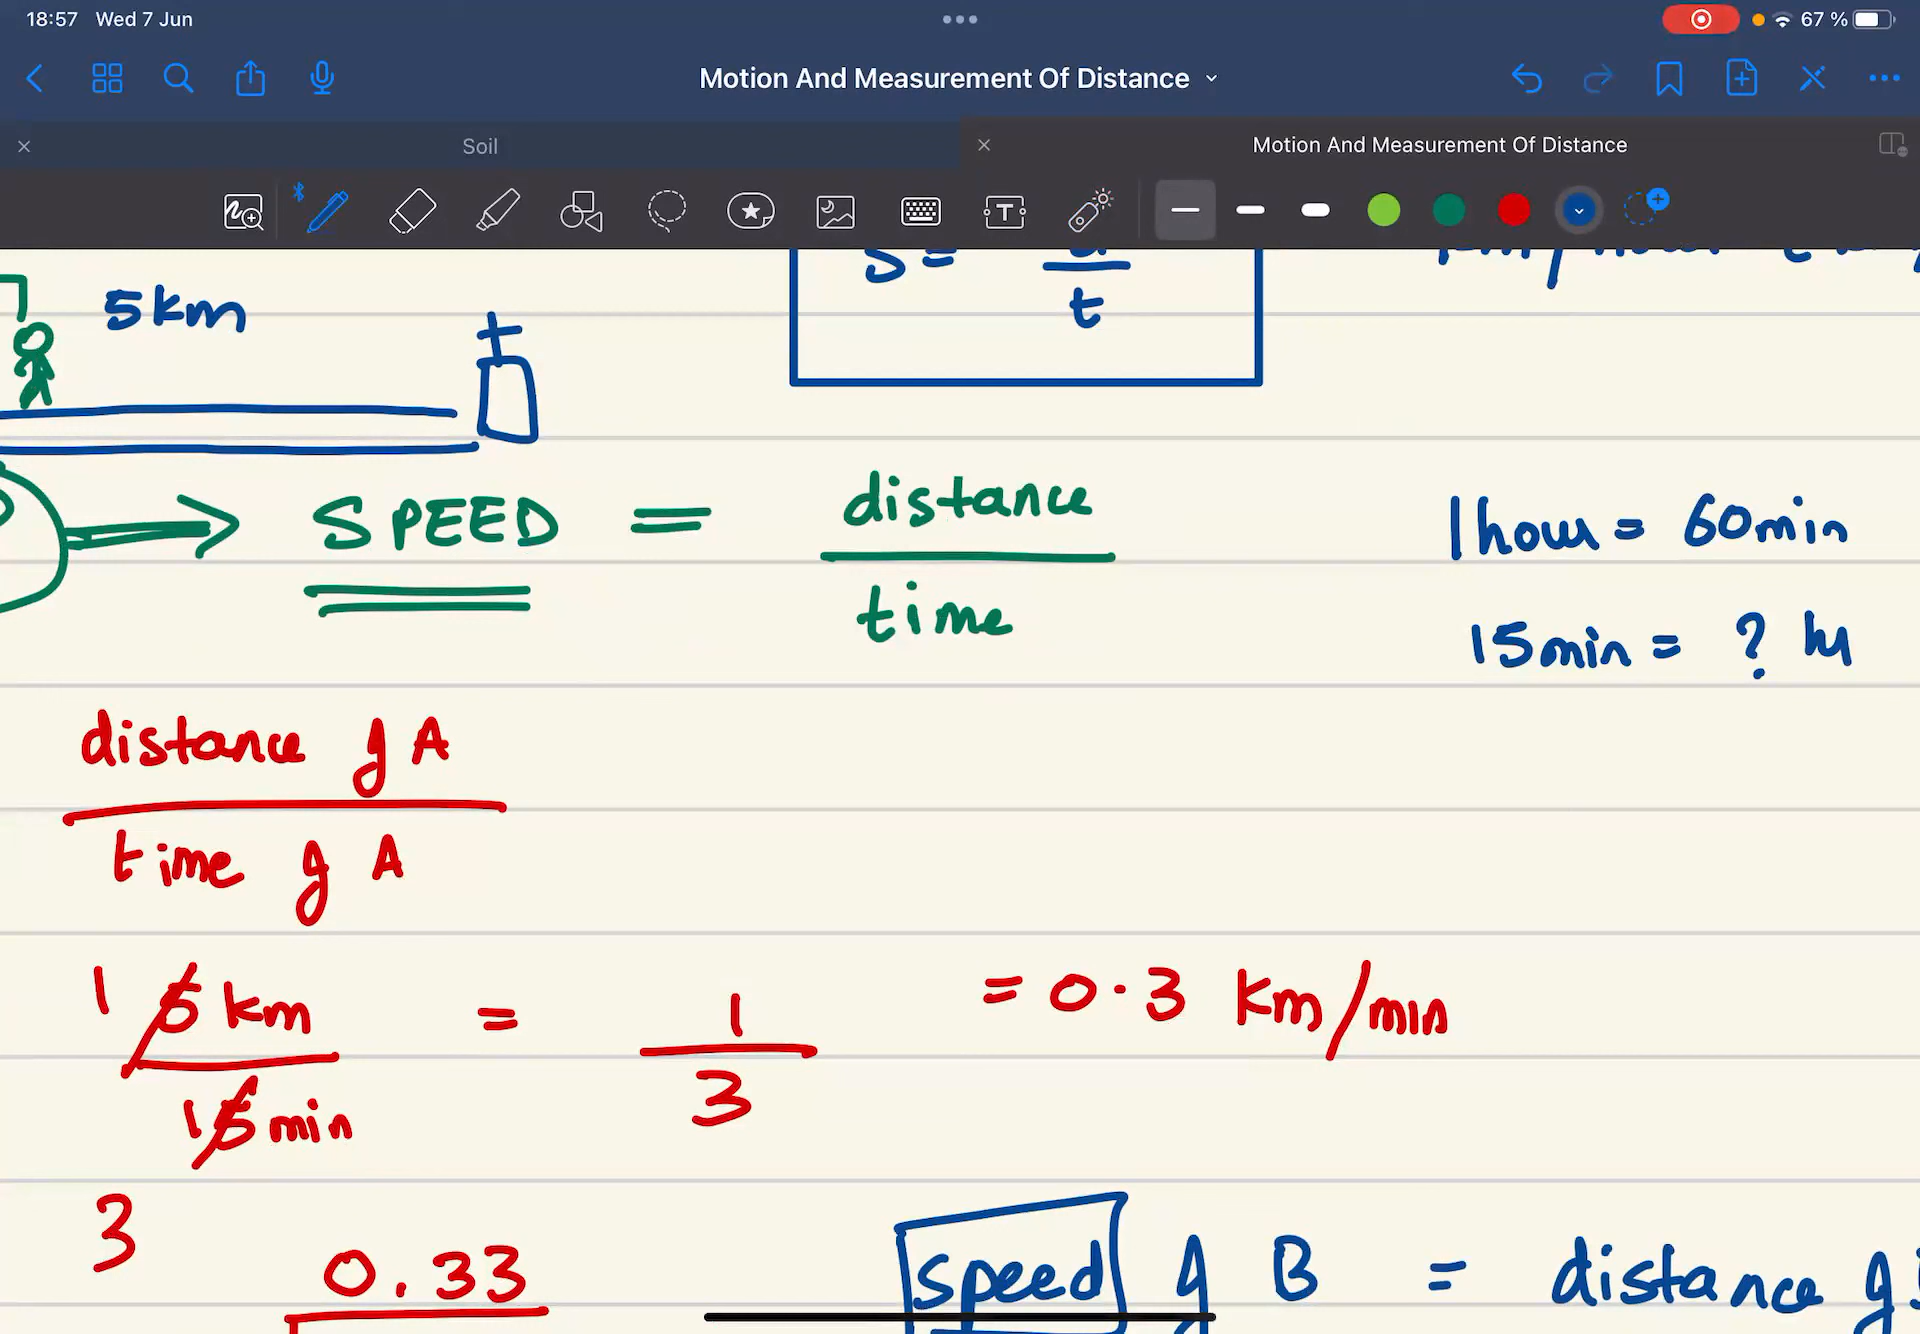 18:57 Wed 7 Jun
67 %
Motion And Measurement Of Distance
Soil
Motion And Measurement Of Distance
T
5km
t
SPEED = distance
time
1 hour = 60min
15min = ?
distance of A
time of A
1 5 km = 1 = 0.3 km/min
15 min 3
3
0.33
speed of B = distance